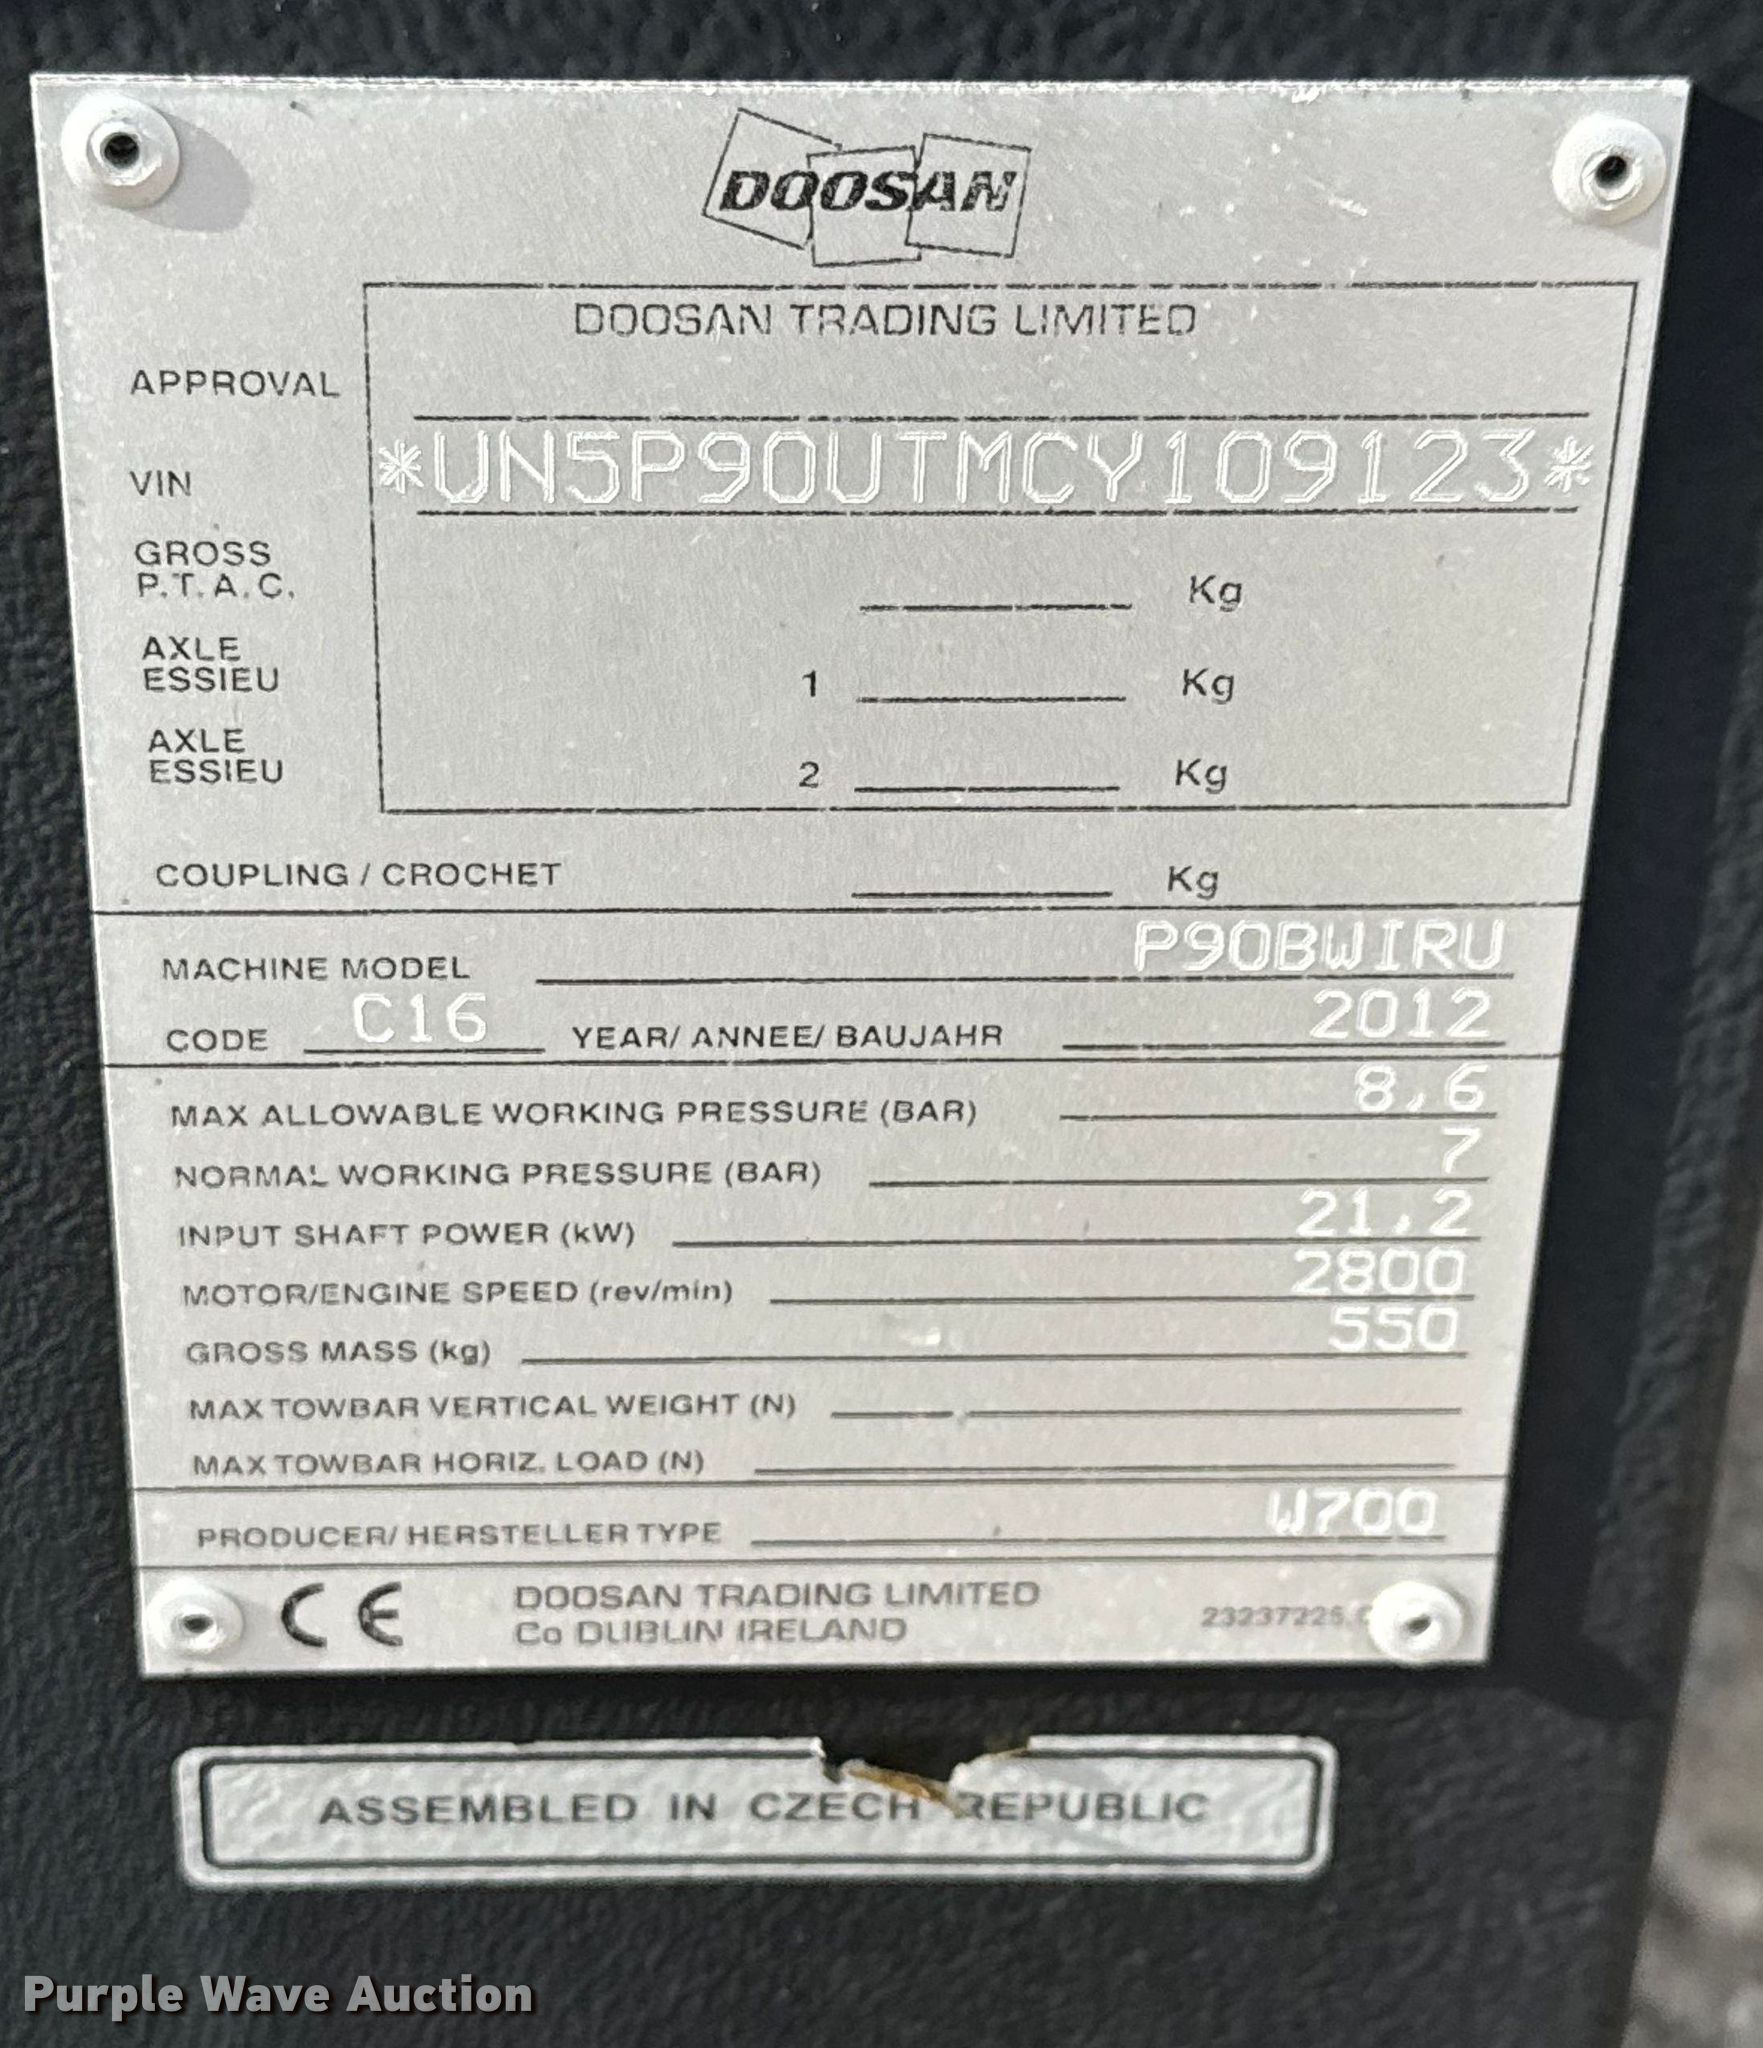 DOOSAN
DOOSAN TRADING LIMITED
APPROVAL
VIN *UN5P90UTMCY109123*
GROSS
P.T.A.C. Kg
AXLE
ESSIEU 1 Kg
AXLE
ESSIEU 2 Kg
COUPLING / CROCHET Kg
MACHINE MODEL P90BWIRU
CODE C16 YEAR/ ANNEE/ BAUJAHR 2012
MAX ALLOWABLE WORKING PRESSURE (BAR) 8,6
NORMAL WORKING PRESSURE (BAR) 7
INPUT SHAFT POWER (kW) 21,2
MOTOR/ENGINE SPEED (rev/min) 2800
GROSS MASS (kg) 550
MAX TOWBAR VERTICAL WEIGHT (N)
MAX TOWBAR HORIZ. LOAD (N)
PRODUCER/ HERSTELLER TYPE W700
CE DOOSAN TRADING LIMITED
Co DUBLIN IRELAND
ASSEMBLED IN CZECH REPUBLIC
Purple Wave Auction